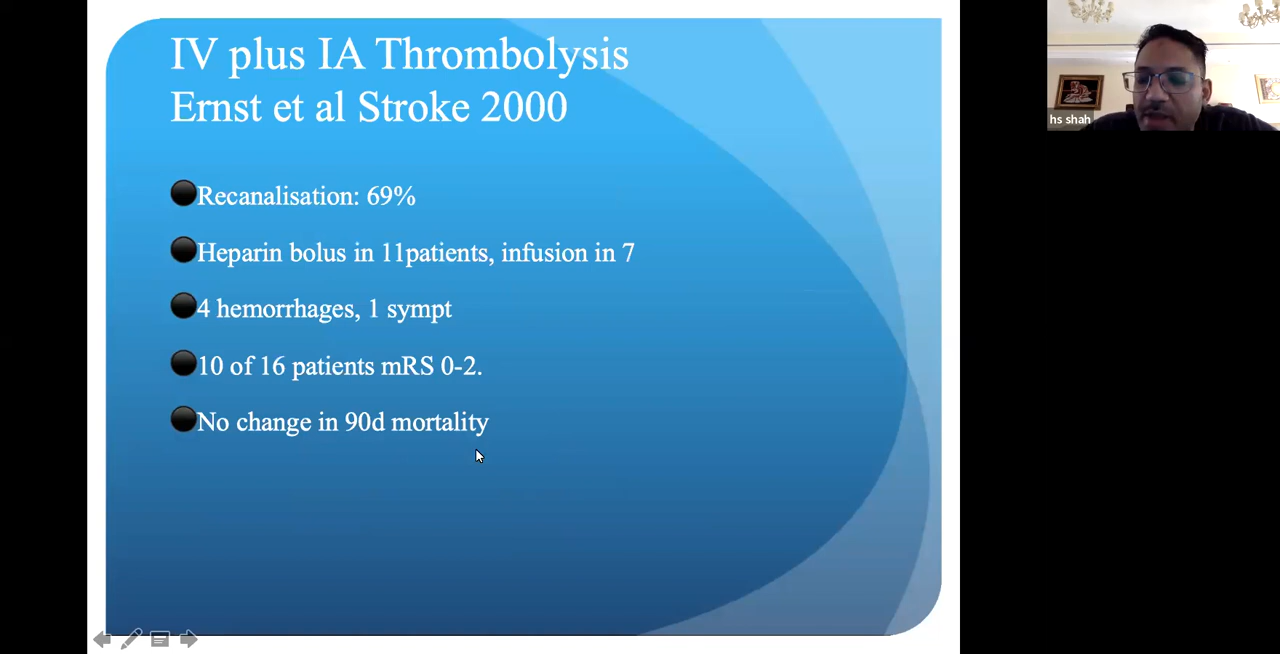 IV plus IA Thrombolysis
Ernst et al Stroke 2000
Recanalisation: 69%
Heparin bolus in 11patients, infusion in 7
4 hemorrhages, 1 sympt
10 of 16 patients mRS 0-2.
No change in 90d mortality
hs shah